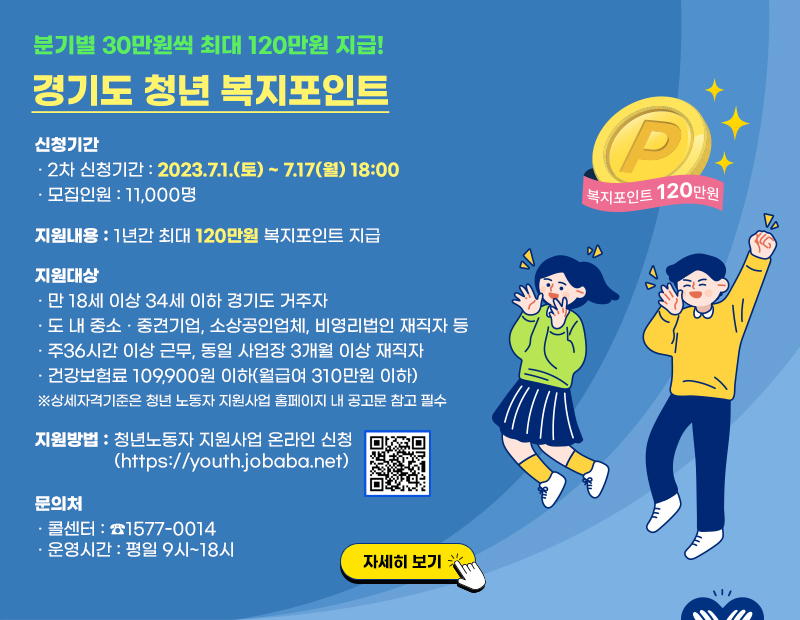 분기별 30만원씩 최대 120만원 지급!
경기도 청년 복지포인트
신청기간
· 2차 신청기간 : 2023.7.1.(토) ~ 7.17(월) 18:00
· 모집인원 : 11,000명
지원내용 : 1년간 최대 120만원 복지포인트 지급
지원대상
· 만 18세 이상 34세 이하 경기도 거주자
· 도 내 중소 · 중견기업, 소상공인업체, 비영리법인 재직자 등
· 주36시간 이상 근무, 동일 사업장 3개월 이상 재직자
· 건강보험료 109,900원 이하(월급여 310만원 이하)
※상세자격기준은 청년 노동자 지원사업 홈페이지 내 공고문 참고 필수
지원방법 : 청년노동자 지원사업 온라인 신청
(https://youth.jobaba.net)
문의처
· 콜센터 : ☎1577-0014
· 운영시간 : 평일 9시~18시
자세히 보기
P
복지포인트 120만원